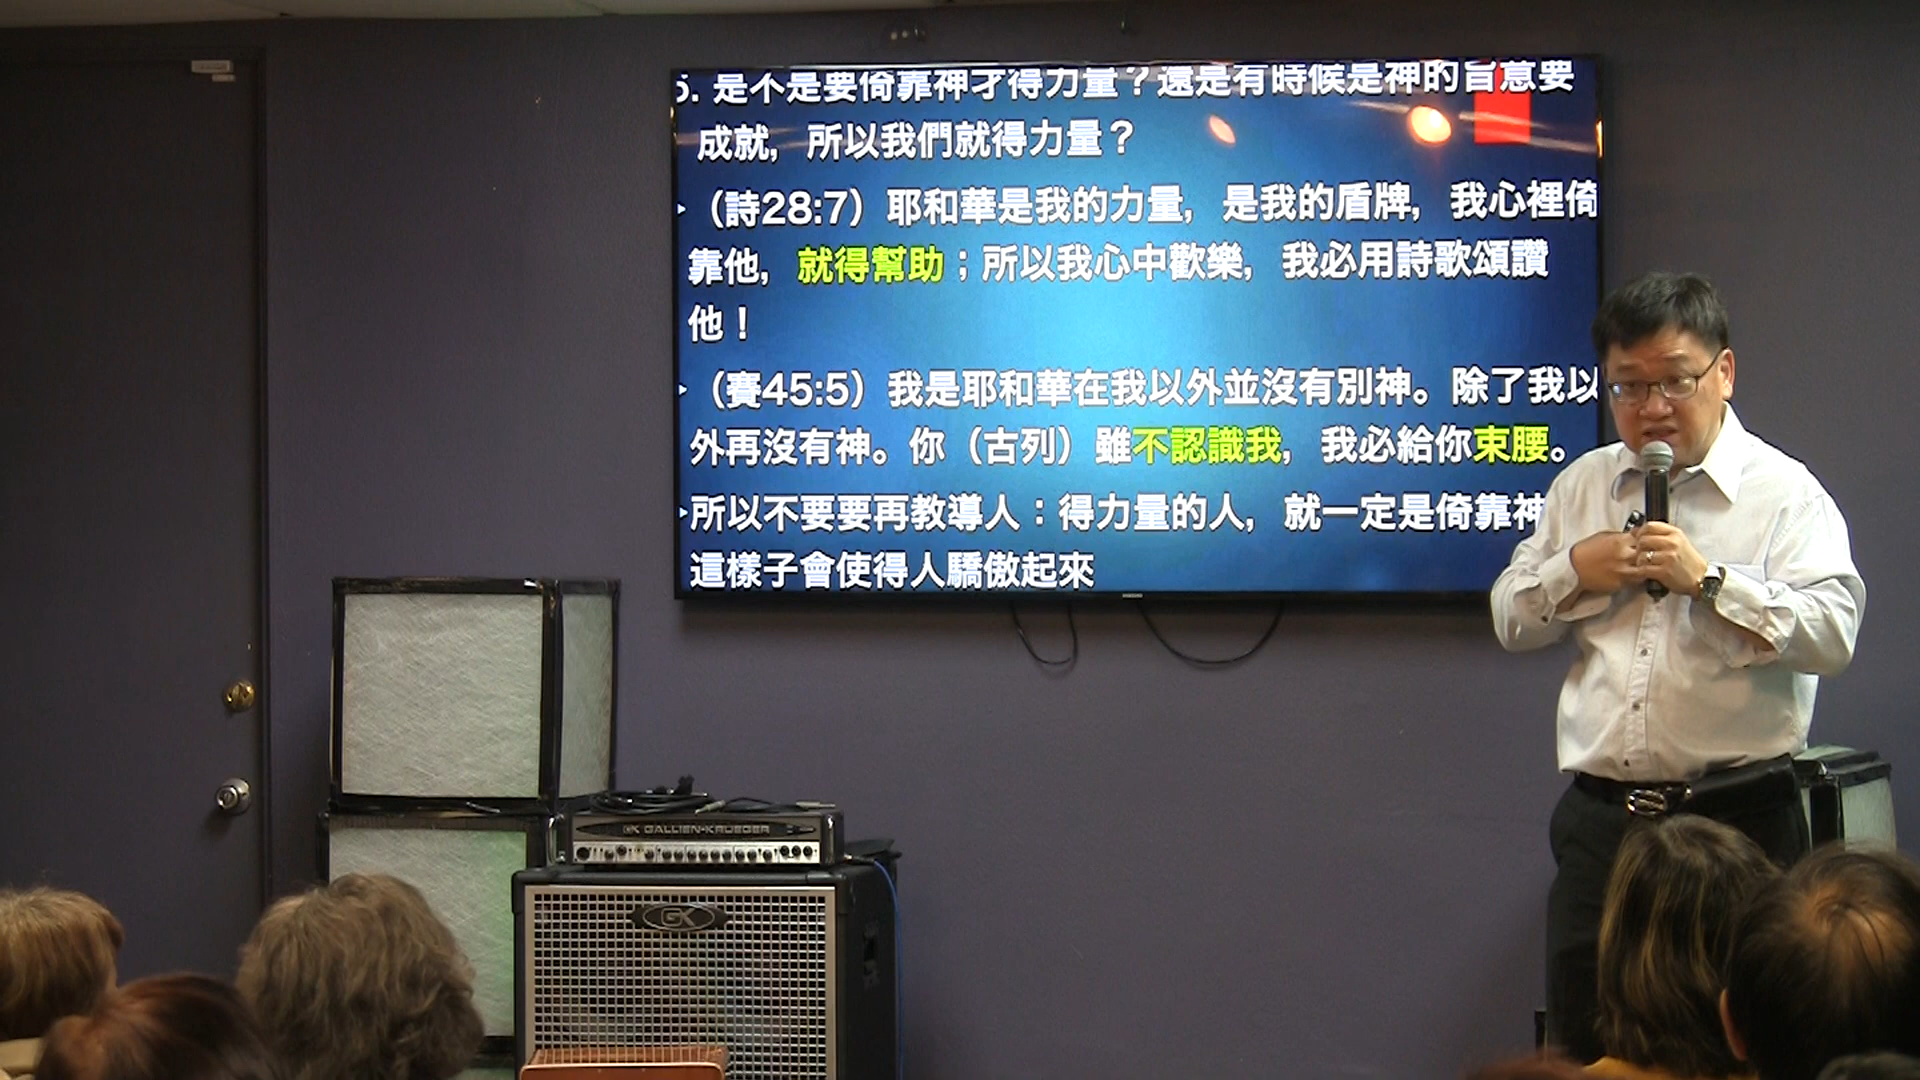 5. 是不是要倚靠神才得力量？還是有時候是神的旨意要
成就，所以我們就得力量？
（詩28:7）耶和華是我的力量，是我的盾牌，我心裡倚
靠他，就得幫助；所以我心中歡樂，我必用詩歌頌讚
他！
（賽45:5）我是耶和華在我以外並沒有別神。除了我以
外再沒有神。你（古列）雖不認識我，我必給你束腰。
所以不要要再教導人：得力量的人，就一定是倚靠神
這樣子會使得人驕傲起來
SAMSUNG
GK GALLIEN-KRUEGER
GK